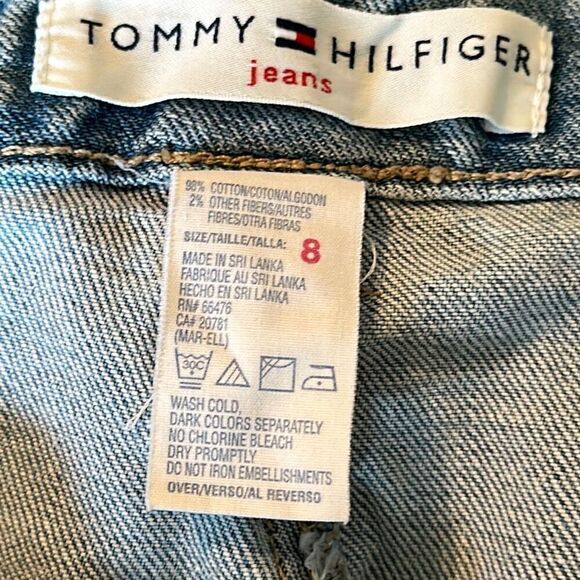 TOMMY HILFIGER
jeans
98% COTTON/COTON/ALGODON
2% OTHER FIBERS/AUTRES
FIBRES/OTRA FIBRAS
SIZE/TAILLE/TALLA: 8
MADE IN SRI LANKA
FABRIQUE AU SRI LANKA
HECHO EN SRI LANKA
RN# 66476
CA# 20781
(MAR-ELL)
30C
WASH COLD,
DARK COLORS SEPARATELY
NO CHLORINE BLEACH
DRY PROMPTLY
DO NOT IRON EMBELLISHMENTS
OVER/VERSO/AL REVERSO